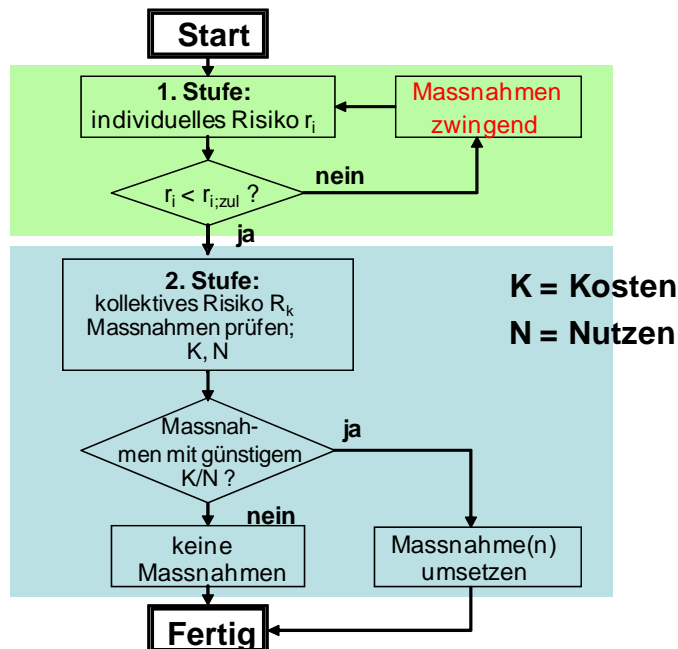 Start
1. Stufe:
individuelles Risiko rᵢ
Massnahmen
zwingend
nein
rᵢ < rᵢ;zul ?
ja
2. Stufe:
kollektives Risiko Rₖ
Massnahmen prüfen;
K, N
K = Kosten
N = Nutzen
Massnah-
men mit günstigem
K/N ?
ja
nein
keine
Massnahmen
Massnahme(n)
umsetzen
Fertig